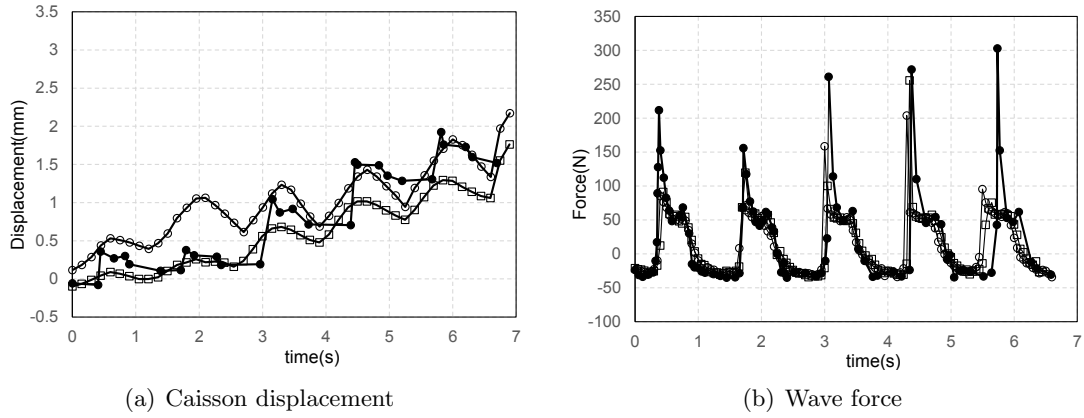 3.5
3
2.5
2
1.5
1
0.5
0
-0.5
Displacement(mm)
0 1 2 3 4 5 6 7
time(s)
(a) Caisson displacement
350
300
250
200
150
100
50
0
-50
-100
Force(N)
0 1 2 3 4 5 6 7
time(s)
(b) Wave force